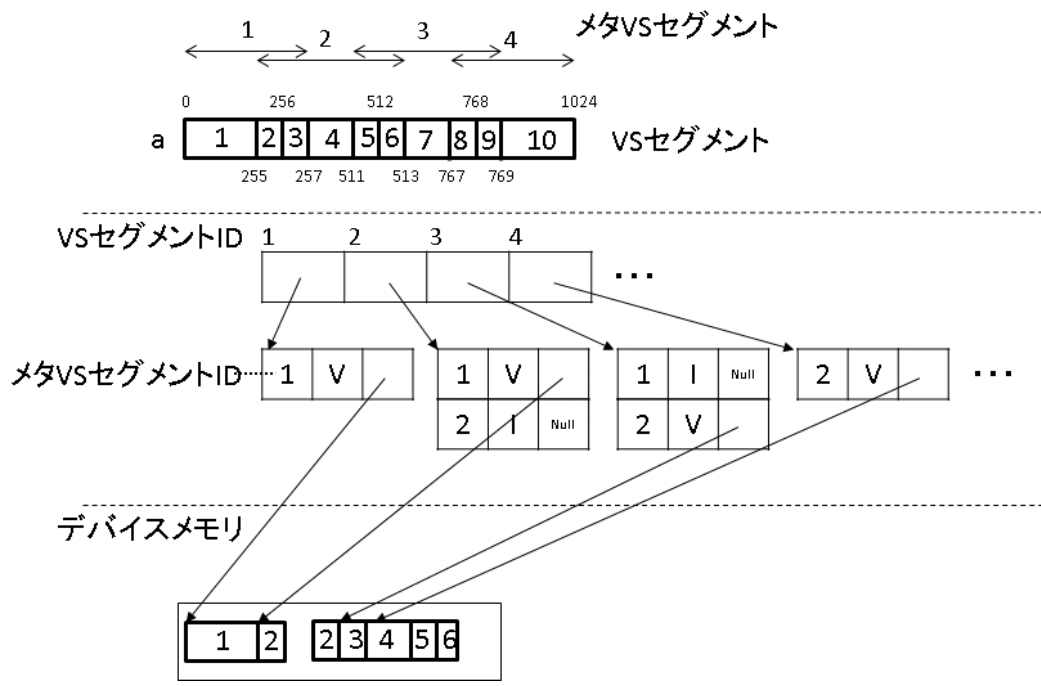 1 2 3 4 メタVSセグメント
0 256 512 768 1024
a 1 2 3 4 5 6 7 8 9 10 VSセグメント
255 257 511 513 767 769
VSセグメントID 1 2 3 4
...
メタVSセグメントID 1 V 1 V 1 I Null 2 V ...
2 I Null 2 V
デバイスメモリ
1 2 2 3 4 5 6